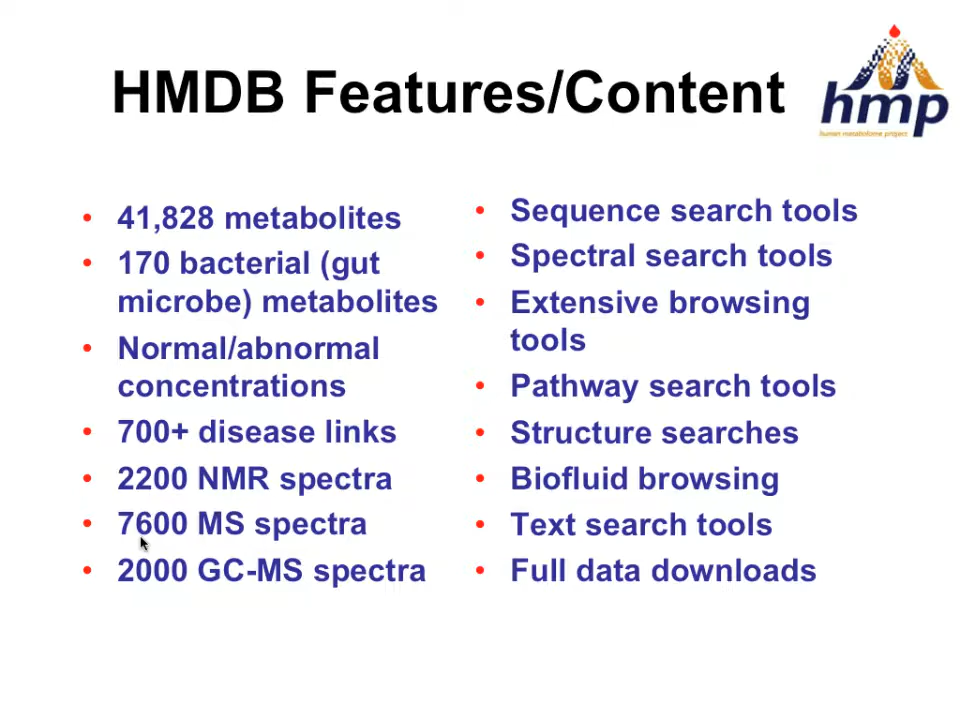 HMDB Features/Content
hmp
human metabolome project
• 41,828 metabolites
• 170 bacterial (gut
microbe) metabolites
• Normal/abnormal
concentrations
• 700+ disease links
• 2200 NMR spectra
• 7600 MS spectra
• 2000 GC-MS spectra
• Sequence search tools
• Spectral search tools
• Extensive browsing
tools
• Pathway search tools
• Structure searches
• Biofluid browsing
• Text search tools
• Full data downloads